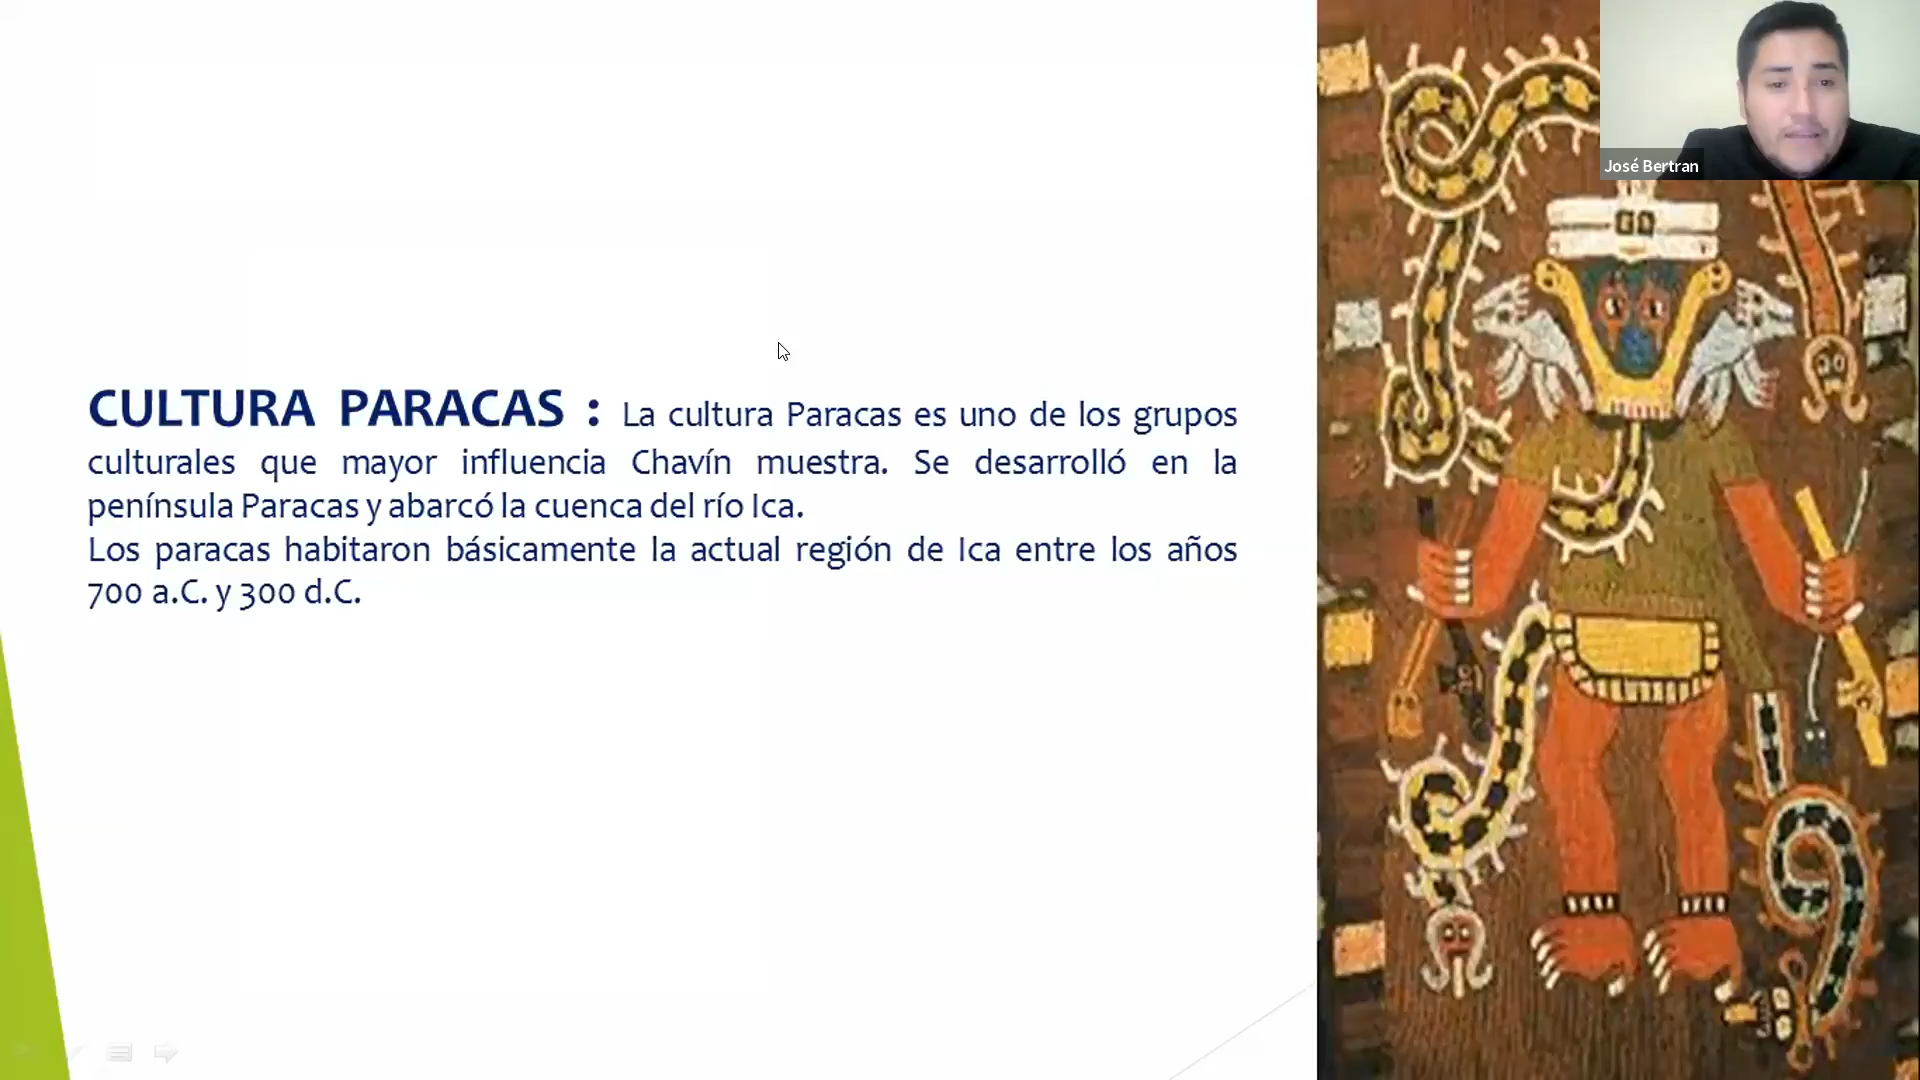 José Bertran
CULTURA PARACAS : La cultura Paracas es uno de los grupos
culturales que mayor influencia Chavín muestra. Se desarrolló en la
península Paracas y abarcó la cuenca del río Ica.
Los paracas habitaron básicamente la actual región de Ica entre los años
700 a.C. y 300 d.C.